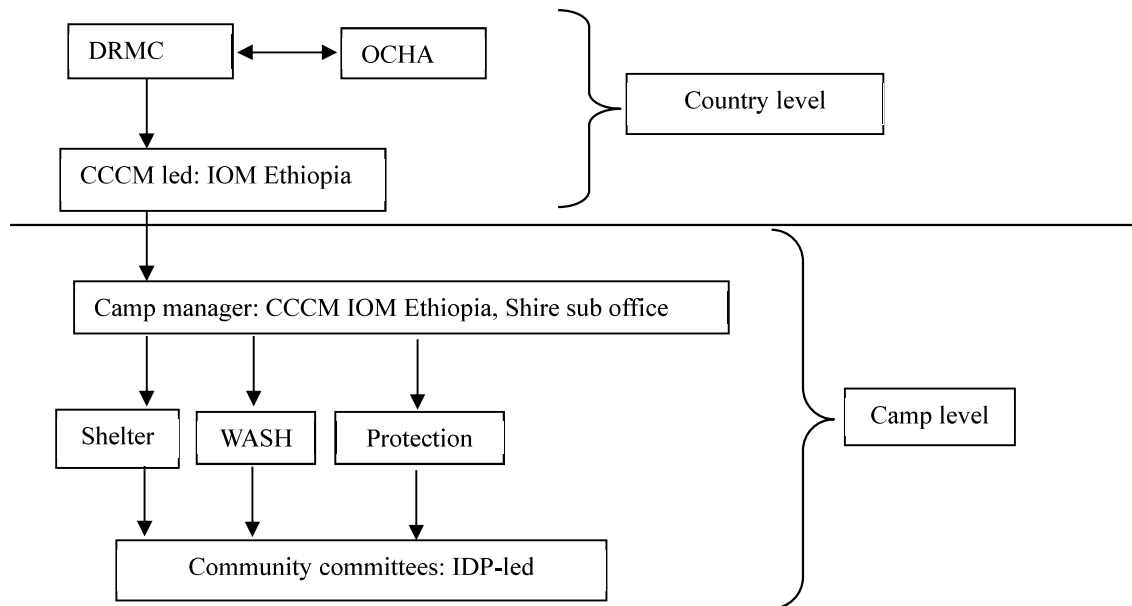 DRMC
OCHA
Country level
CCCM led: IOM Ethiopia
Camp manager: CCCM IOM Ethiopia, Shire sub office
Shelter
WASH
Protection
Camp level
Community committees: IDP-led